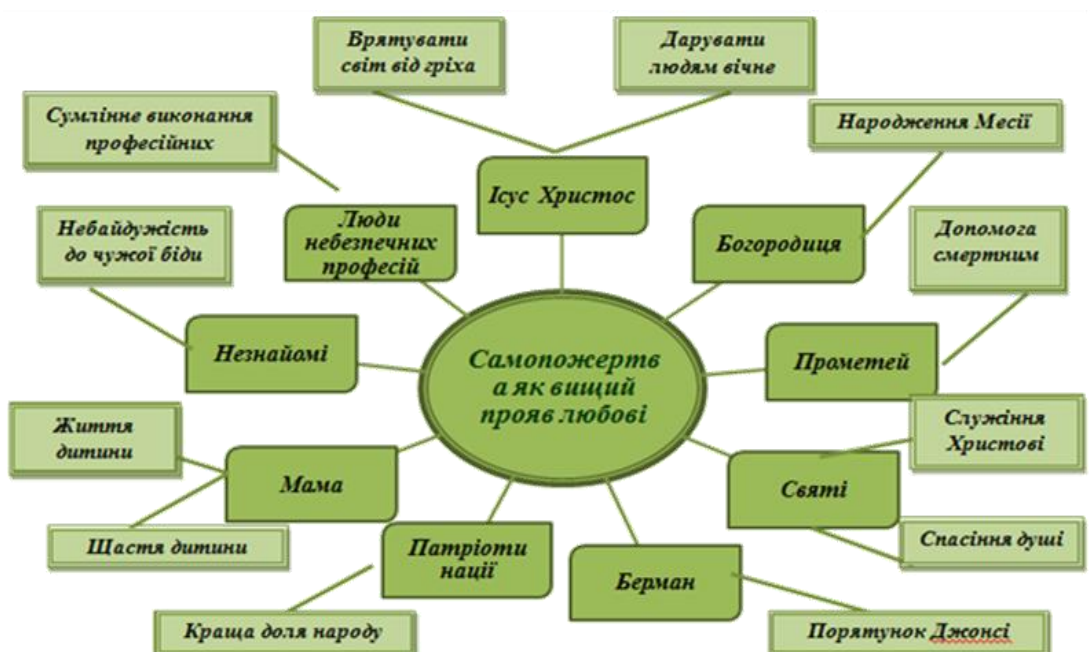 Врятувати
світ від гріха
Дарувати
людям вічне
Сумлінне виконання
професійних
Народження Месії
Ісус Христос
Люди
небезпечних
професій
Богородиця
Небайдужість
до чужої біди
Допомога
смертним
Незнайомі
Самопожертв
а як вищий
прояв любові
Прометей
Життя
дитини
Служіння
Христові
Мама
Святі
Щастя дитини
Патріоти
нації
Берман
Спасіння душі
Краща доля народу
Порятунок Джонсі